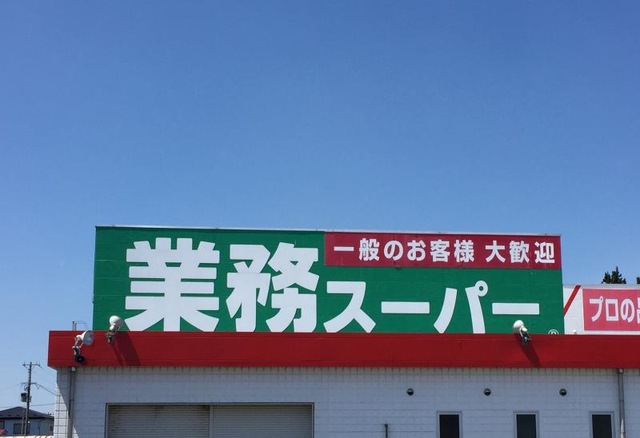 一般のお客様 大歓迎
業務スーパー
プロの